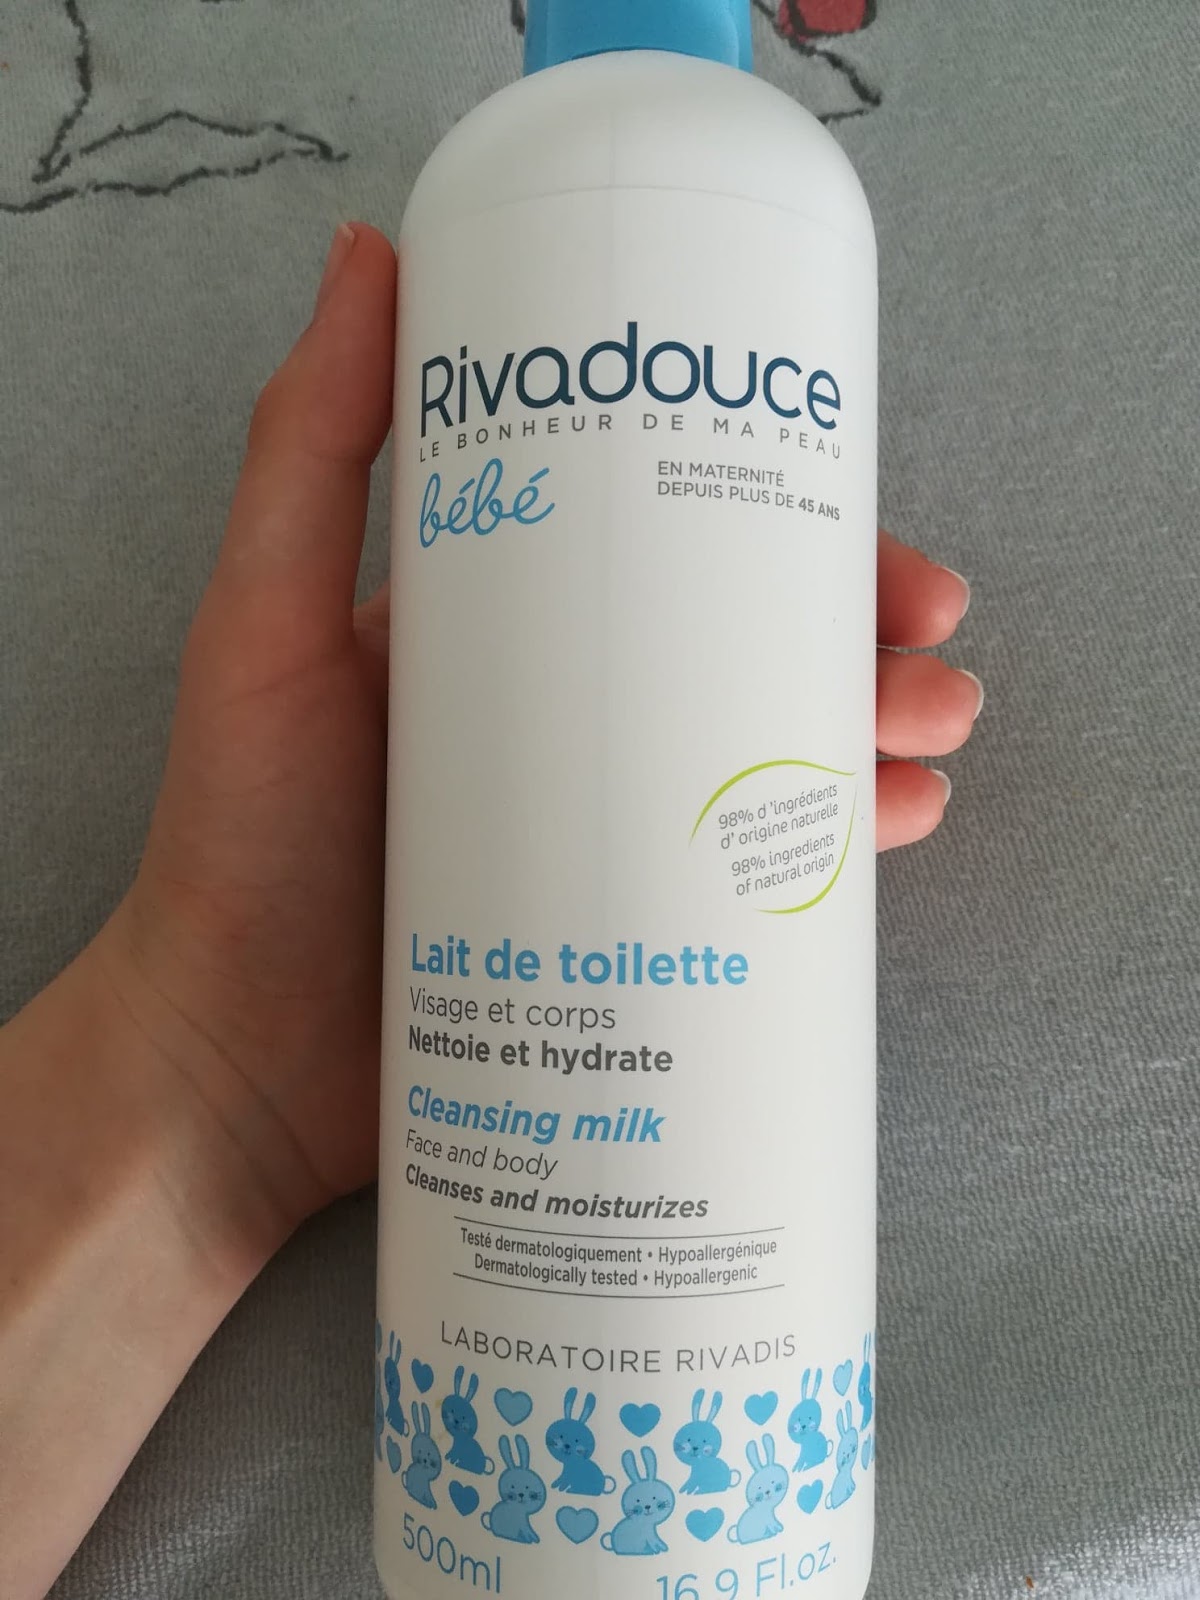 Rivadouce
LE BONHEUR DE MA PEAU
bébé
EN MATERNITÉ
DEPUIS PLUS DE 45 ANS
98% d'ingrédients
d'origine naturelle
98% ingredients
of natural origin
Lait de toilette
Visage et corps
Nettoie et hydrate
Cleansing milk
Face and body
Cleanses and moisturizes
Testé dermatologiquement • Hypoallergénique
Dermatologically tested • Hypoallergenic
LABORATOIRE RIVADIS
500ml
16.9 Fl.oz.